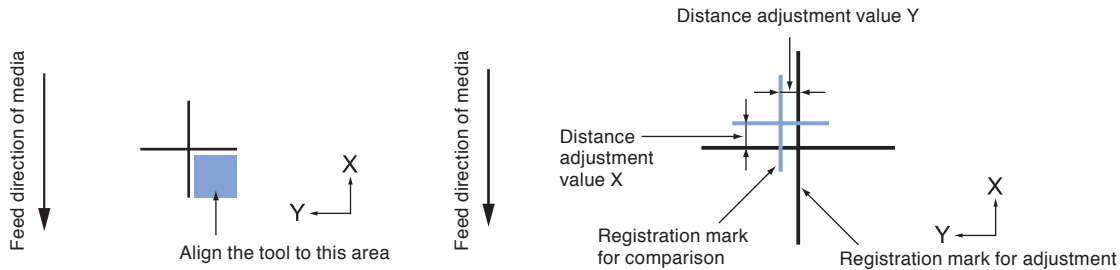 Feed direction of media
X
Y
Align the tool to this area
Feed direction of media
Distance adjustment value Y
Distance
adjustment
value X
Registration mark
for comparison
X
Y
Registration mark for adjustment